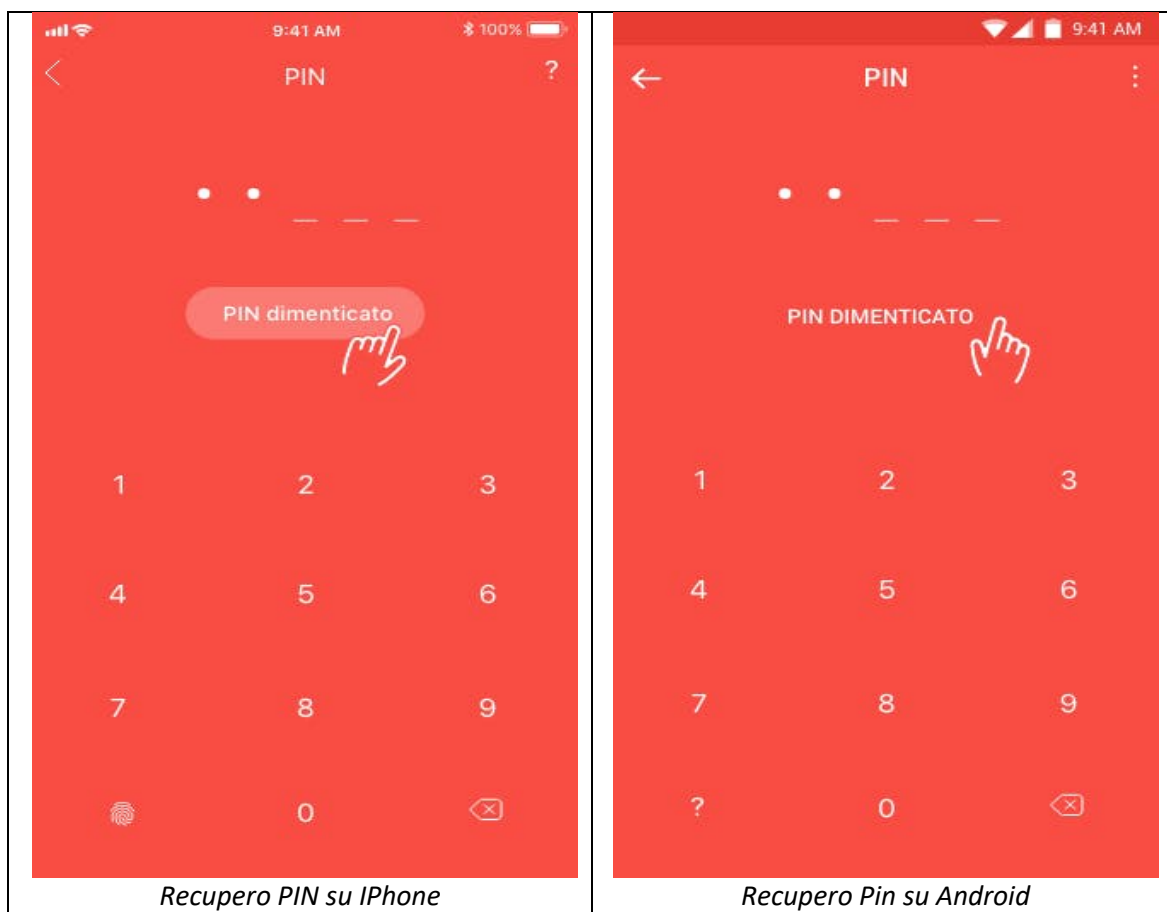 9:41 AM
100%
PIN
?
PIN dimenticato
1 2 3
4 5 6
7 8 9
0
Recupero PIN su IPhone
9:41 AM
PIN
PIN DIMENTICATO
1 2 3
4 5 6
7 8 9
? 0
Recupero Pin su Android